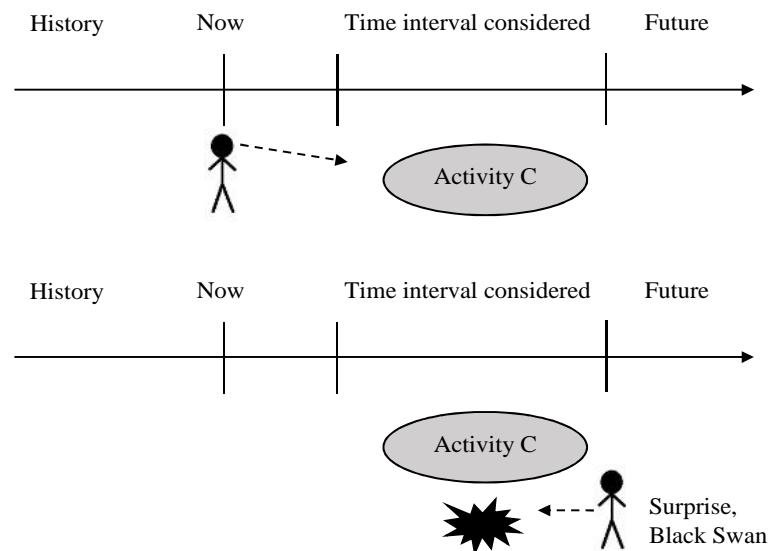 History Now Time interval considered Future
Activity C
History Now Time interval considered Future
Activity C
Surprise,
Black Swan